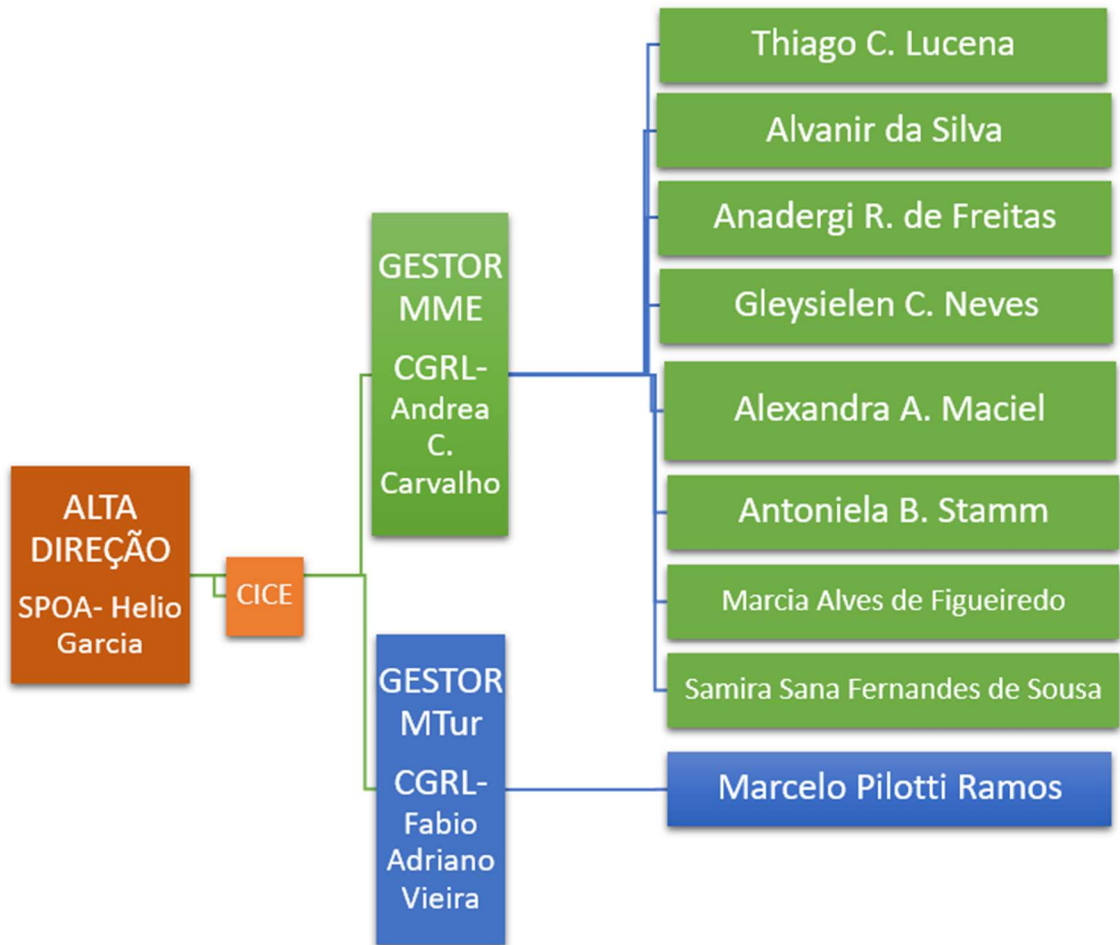 ALTA
DIREÇÃO
SPOA- Helio
Garcia
CICE
GESTOR
MME
CGRL-
Andrea
C.
Carvalho
GESTOR
MTur
CGRL-
Fabio
Adriano
Vieira
Thiago C. Lucena
Alvanir da Silva
Anadergi R. de Freitas
Gleysielen C. Neves
Alexandra A. Maciel
Antoniela B. Stamm
Marcia Alves de Figueiredo
Samira Sana Fernandes de Sousa
Marcelo Pilotti Ramos